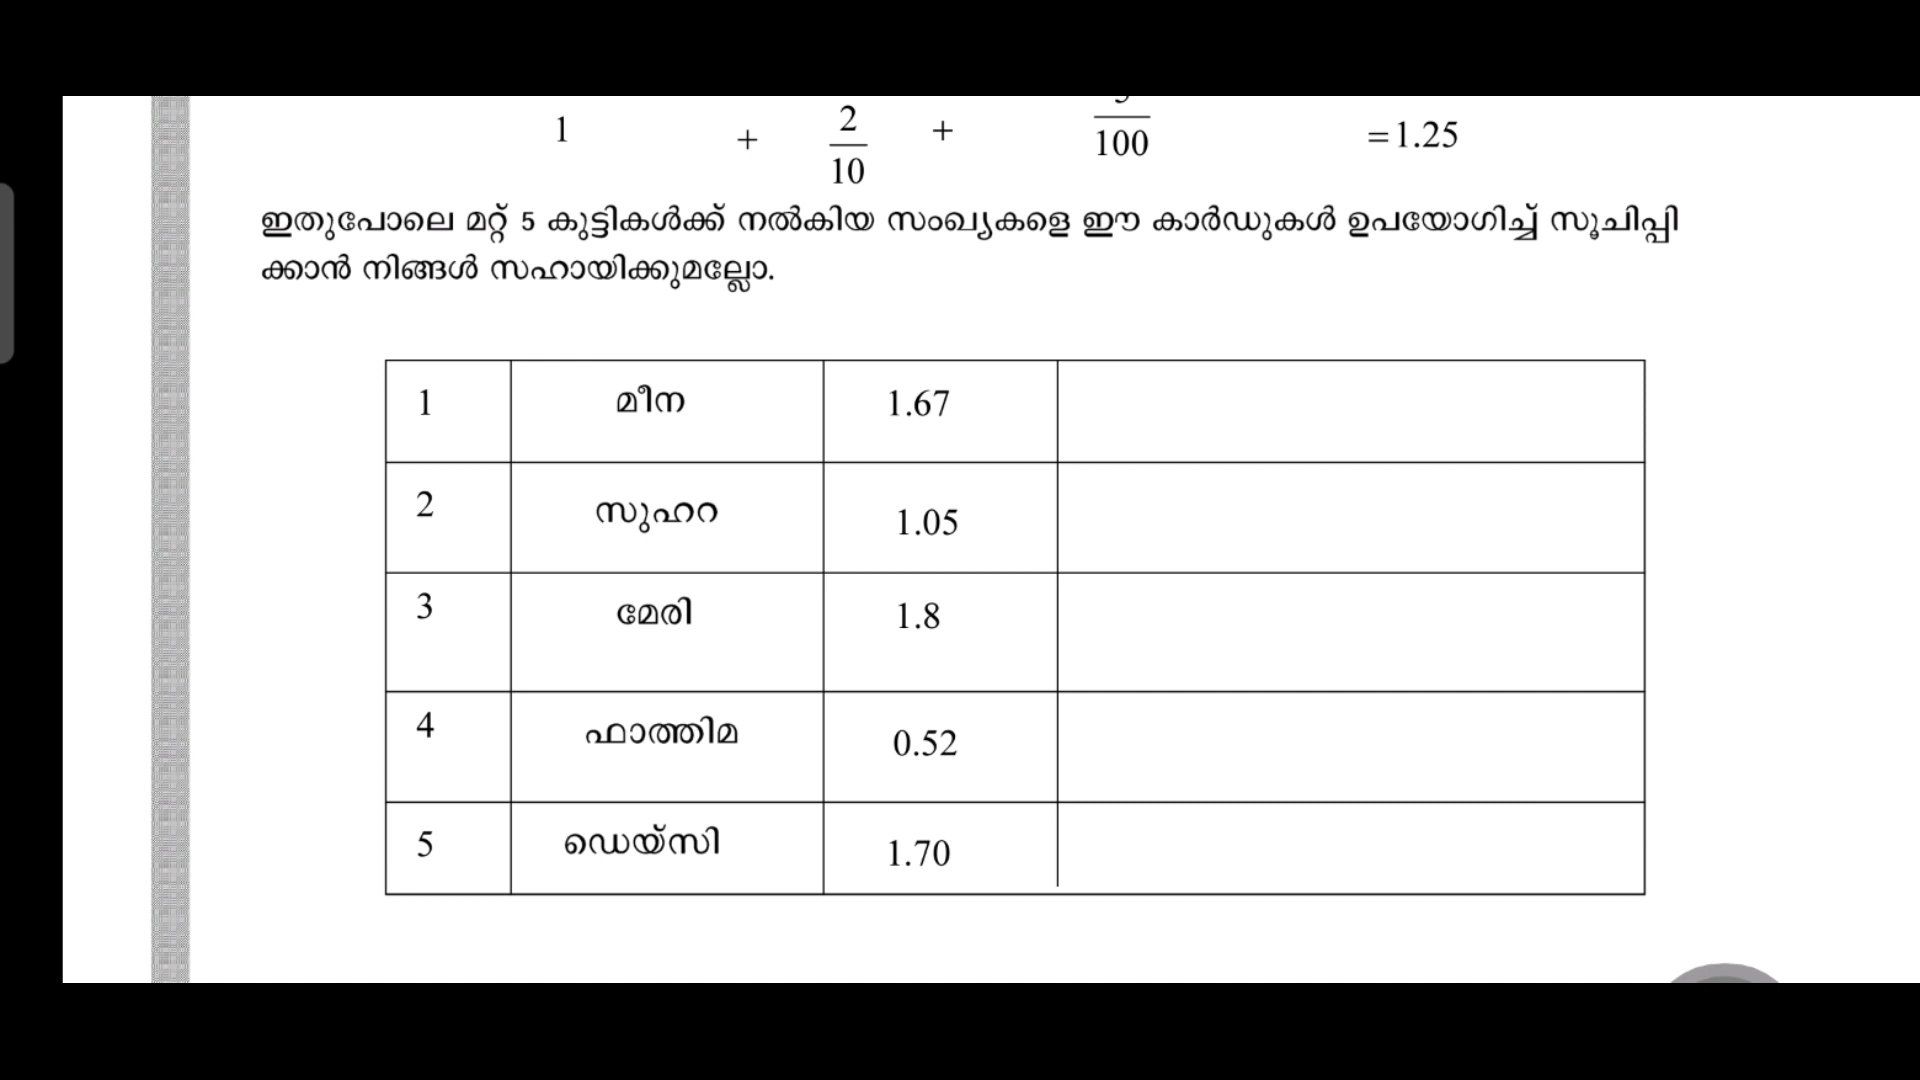 1 + 2/10 + 5/100 =1.25
ഇതുപോലെ മറ്റ് 5 കുട്ടികൾക്ക് നൽകിയ സംഖ്യകളെ ഈ കാർഡുകൾ ഉപയോഗിച്ച് സൂചിപ്പി
ക്കാൻ നിങ്ങൾ സഹായിക്കുമല്ലോ.
1 മീന 1.67
2 സുഹറ 1.05
3 മേരി 1.8
4 ഫാത്തിമ 0.52
5 ഡെയ്സി 1.70